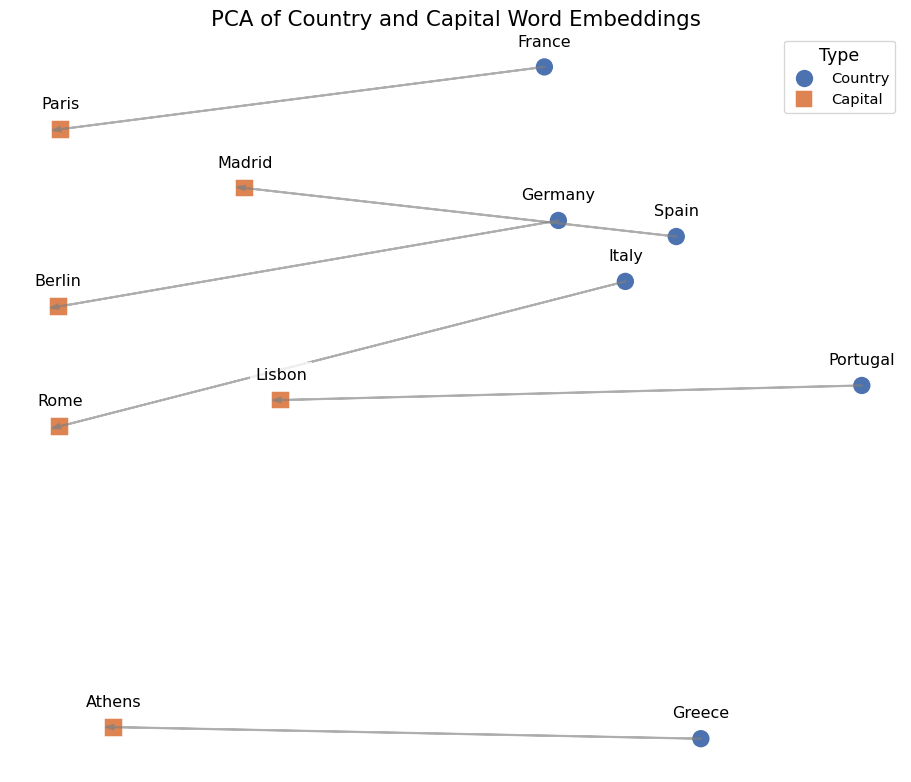 PCA of Country and Capital Word Embeddings
France
Type
Country
Capital
Paris
Madrid
Germany
Spain
Italy
Berlin
Portugal
Lisbon
Rome
Athens
Greece